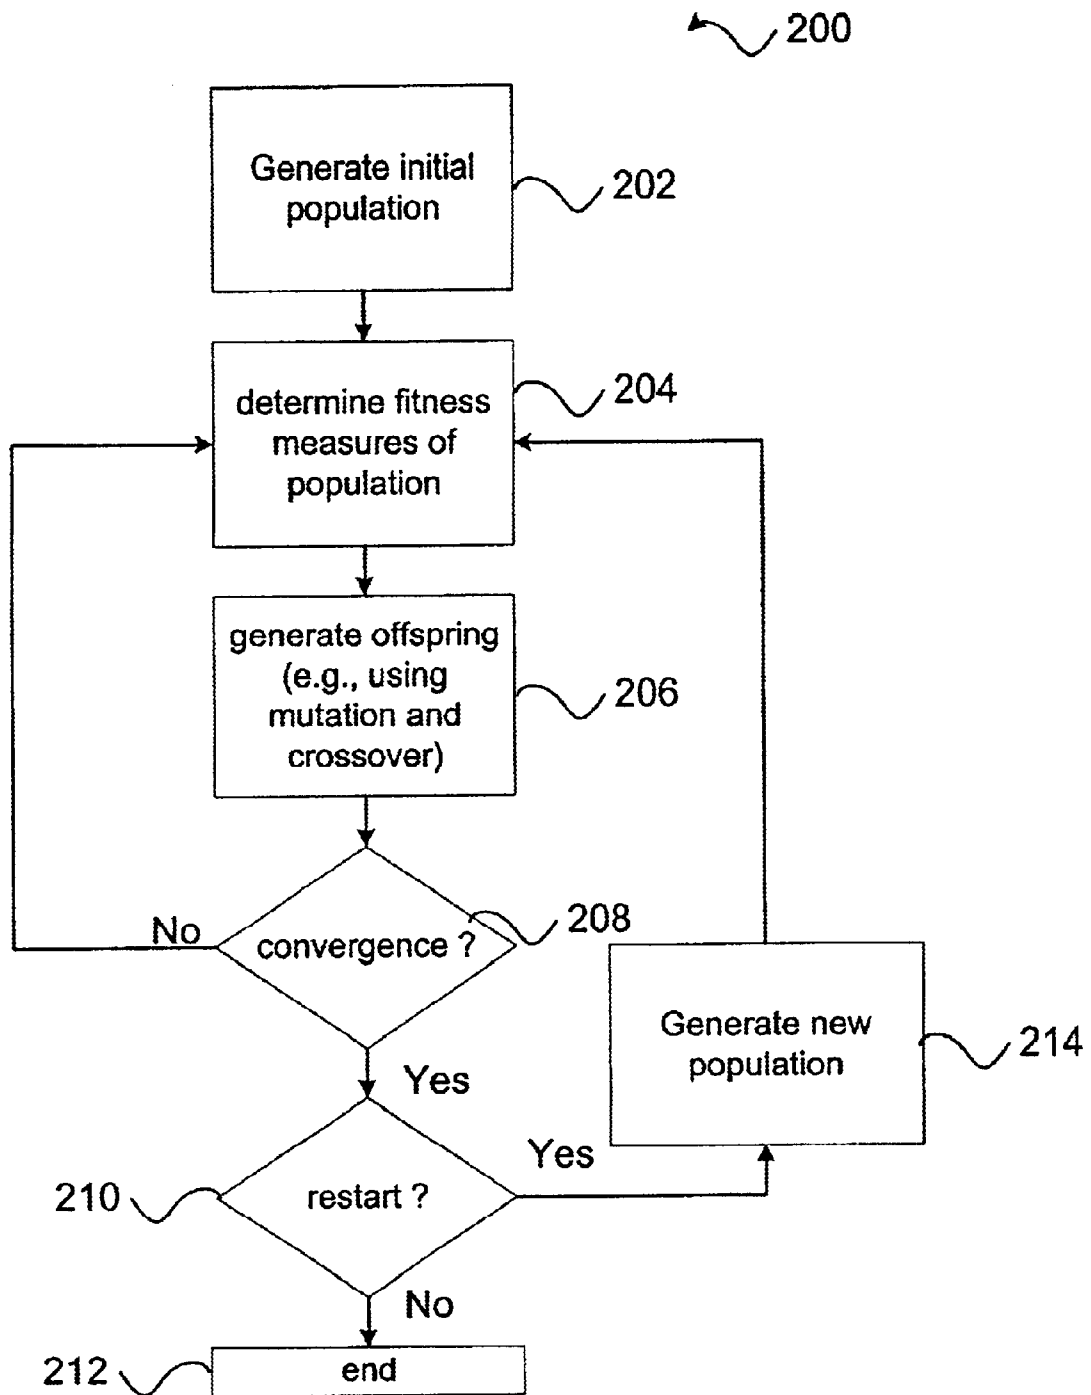 200
Generate initial
population
202
determine fitness
measures of
population
204
generate offspring
(e.g., using
mutation and
crossover)
206
No
convergence ?
208
Yes
Generate new
population
214
210
restart ?
Yes
No
212
end